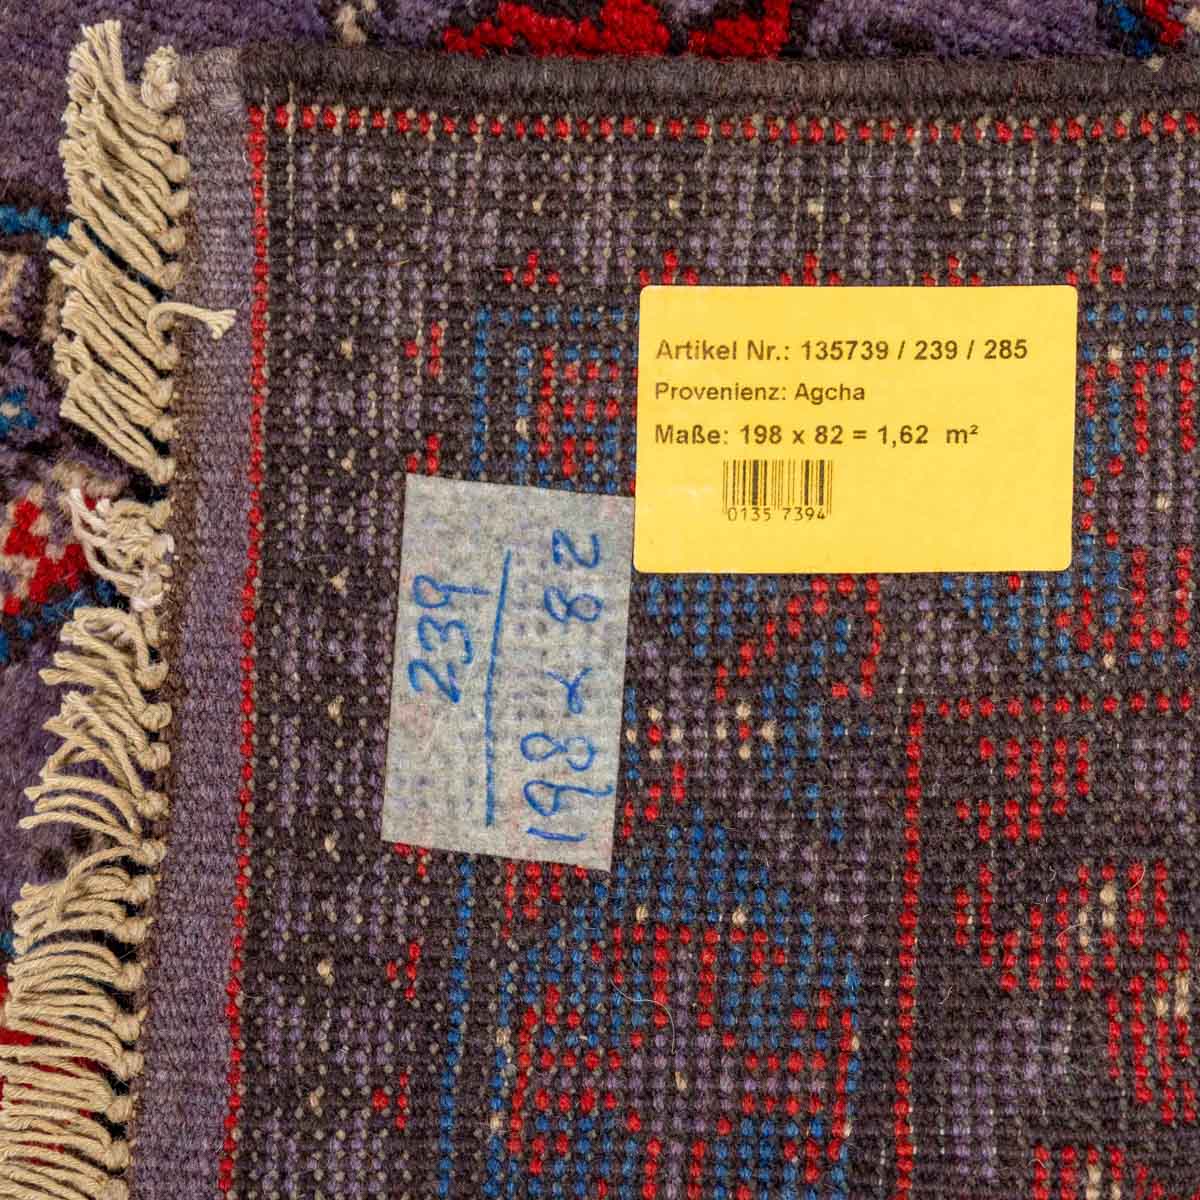 Artikel Nr.: 135739 / 239 / 285
Provenienz: Agcha
Maße: 198 x 82 = 1,62 m²
0135 7394
239
198 x 82